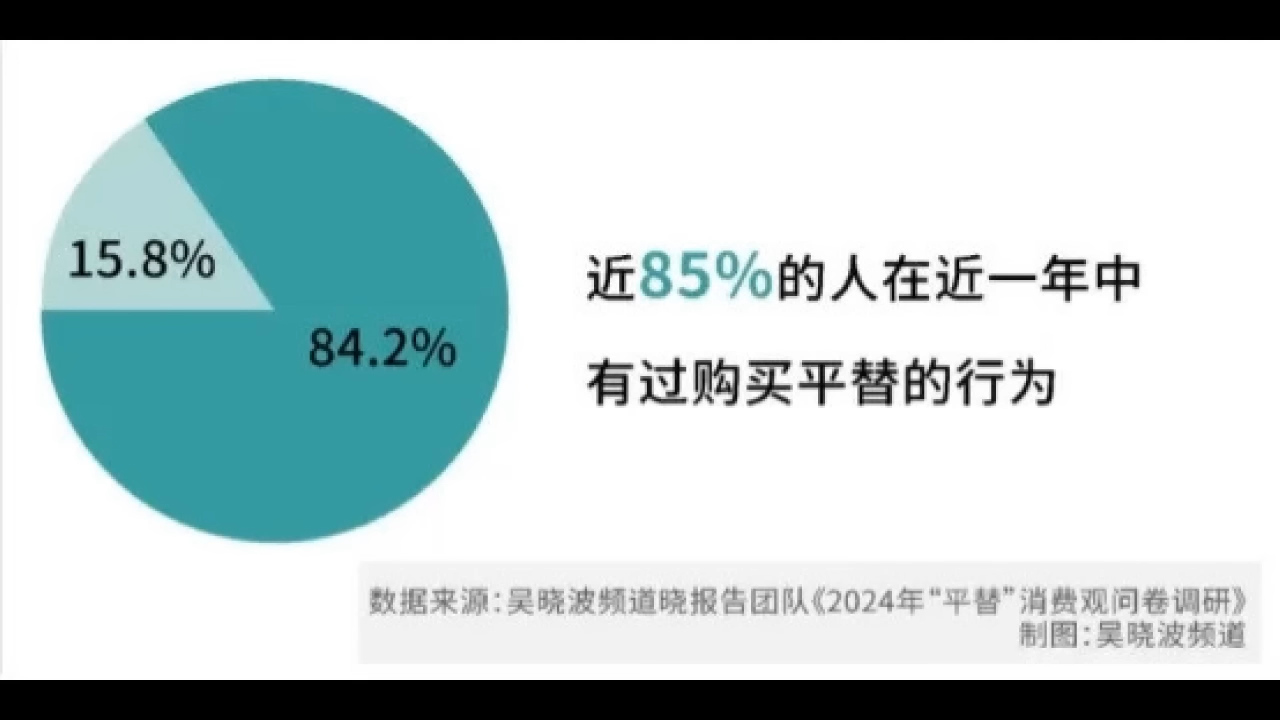 15.8%
84.2%
近85%的人在近一年中
有过购买平替的行为
数据来源：吴晓波频道晓报告团队《2024年“平替”消费观问卷调研》
制图：吴晓波频道